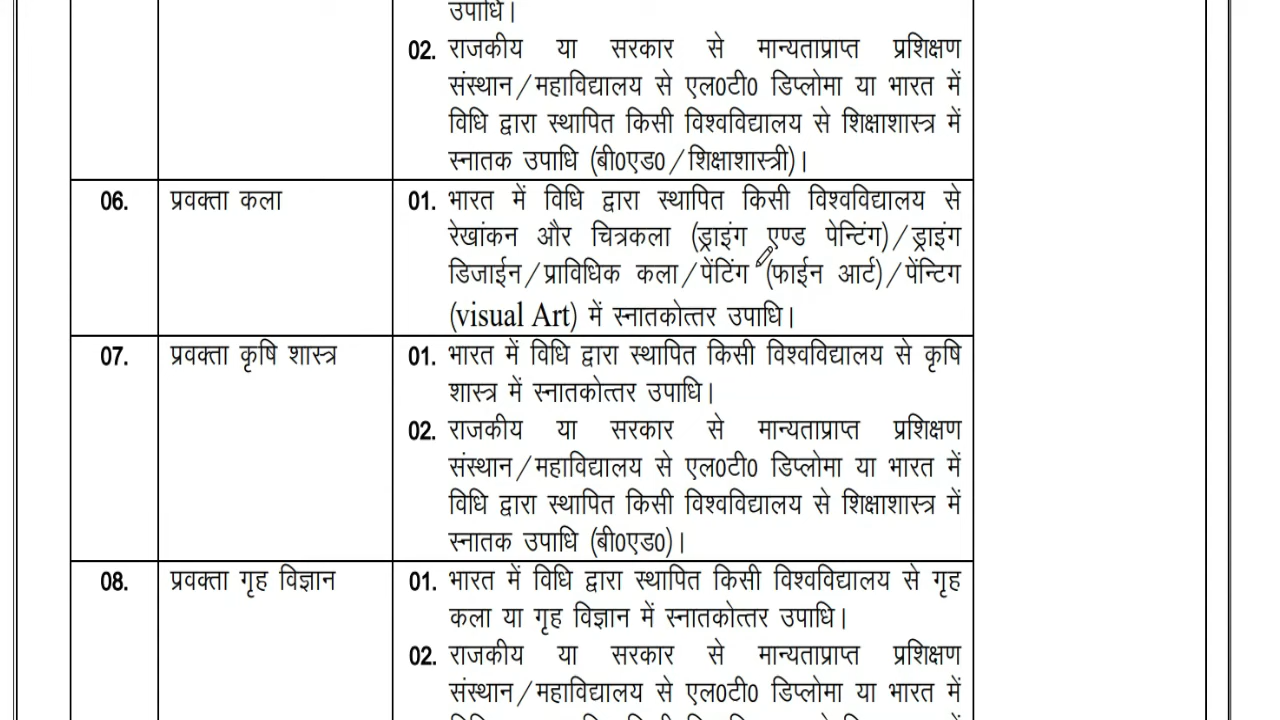 उपाधि।
02. राजकीय या सरकार से मान्यताप्राप्त प्रशिक्षण
संस्थान/महाविद्यालय से एल0टी0 डिप्लोमा या भारत में
विधि द्वारा स्थापित किसी विश्वविद्यालय से शिक्षाशास्त्र में
स्नातक उपाधि (बी0एड0/शिक्षाशास्त्री)।
06. प्रवक्ता कला 01. भारत में विधि द्वारा स्थापित किसी विश्वविद्यालय से
रेखांकन और चित्रकला (ड्राइंग एण्ड पेन्टिंग)/ड्राइंग
डिजाईन/प्राविधिक कला/पेंटिंग (फाईन आर्ट)/पेंन्टिग
(visual Art) में स्नातकोत्तर उपाधि।
07. प्रवक्ता कृषि शास्त्र 01. भारत में विधि द्वारा स्थापित किसी विश्वविद्यालय से कृषि
शास्त्र में स्नातकोत्तर उपाधि।
02. राजकीय या सरकार से मान्यताप्राप्त प्रशिक्षण
संस्थान/महाविद्यालय से एल0टी0 डिप्लोमा या भारत में
विधि द्वारा स्थापित किसी विश्वविद्यालय से शिक्षाशास्त्र में
स्नातक उपाधि (बी0एड0)।
08. प्रवक्ता गृह विज्ञान 01. भारत में विधि द्वारा स्थापित किसी विश्वविद्यालय से गृह
कला या गृह विज्ञान में स्नातकोत्तर उपाधि।
02. राजकीय या सरकार से मान्यताप्राप्त प्रशिक्षण
संस्थान/महाविद्यालय से एल0टी0 डिप्लोमा या भारत में